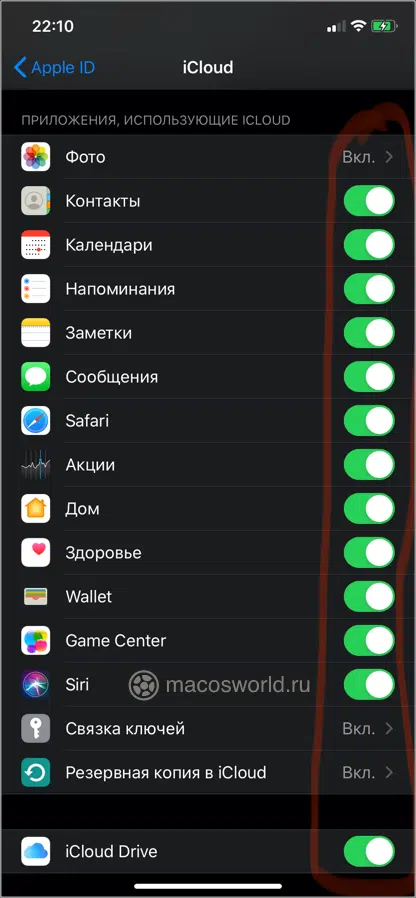 22:10
Apple ID
iCloud
ПРИЛОЖЕНИЯ, ИСПОЛЬЗУЮЩИЕ ICLOUD
Фото Вкл.
Контакты
Календари
Напоминания
Заметки
Сообщения
Safari
Акции
Дом
Здоровье
Wallet
Game Center
Siri macosworld.ru
Связка ключей Вкл.
Резервная копия в iCloud Вкл.
iCloud Drive